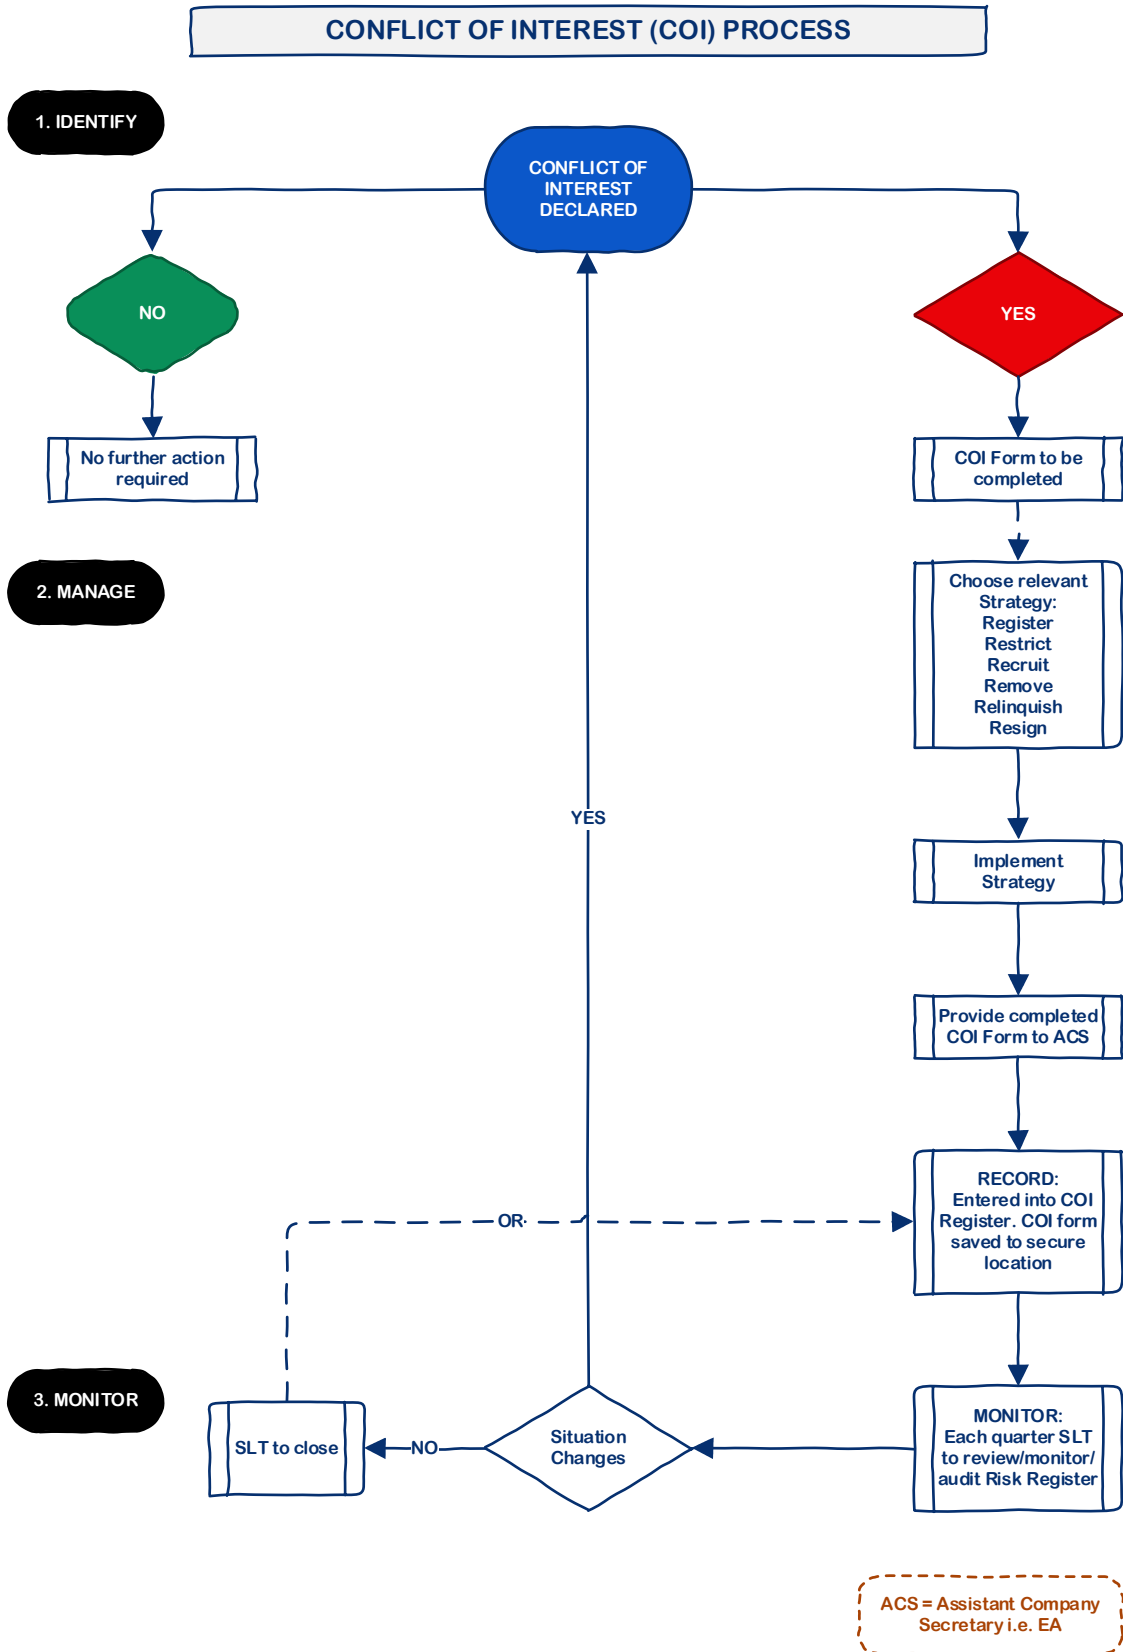 CONFLICT OF INTEREST (COI) PROCESS
1. IDENTIFY
CONFLICT OF
INTEREST
DECLARED
NO
YES
No further action
required
COI Form to be
completed
2. MANAGE
Choose relevant
Strategy:
Register
Restrict
Recruit
Remove
Relinquish
Resign
YES
Implement
Strategy
Provide completed
COI Form to ACS
RECORD:
Entered into COI
Register. COI form
saved to secure
location
OR
3. MONITOR
SLT to close
NO
Situation
Changes
MONITOR:
Each quarter SLT
to review/monitor/
audit Risk Register
ACS = Assistant Company
Secretary i.e. EA